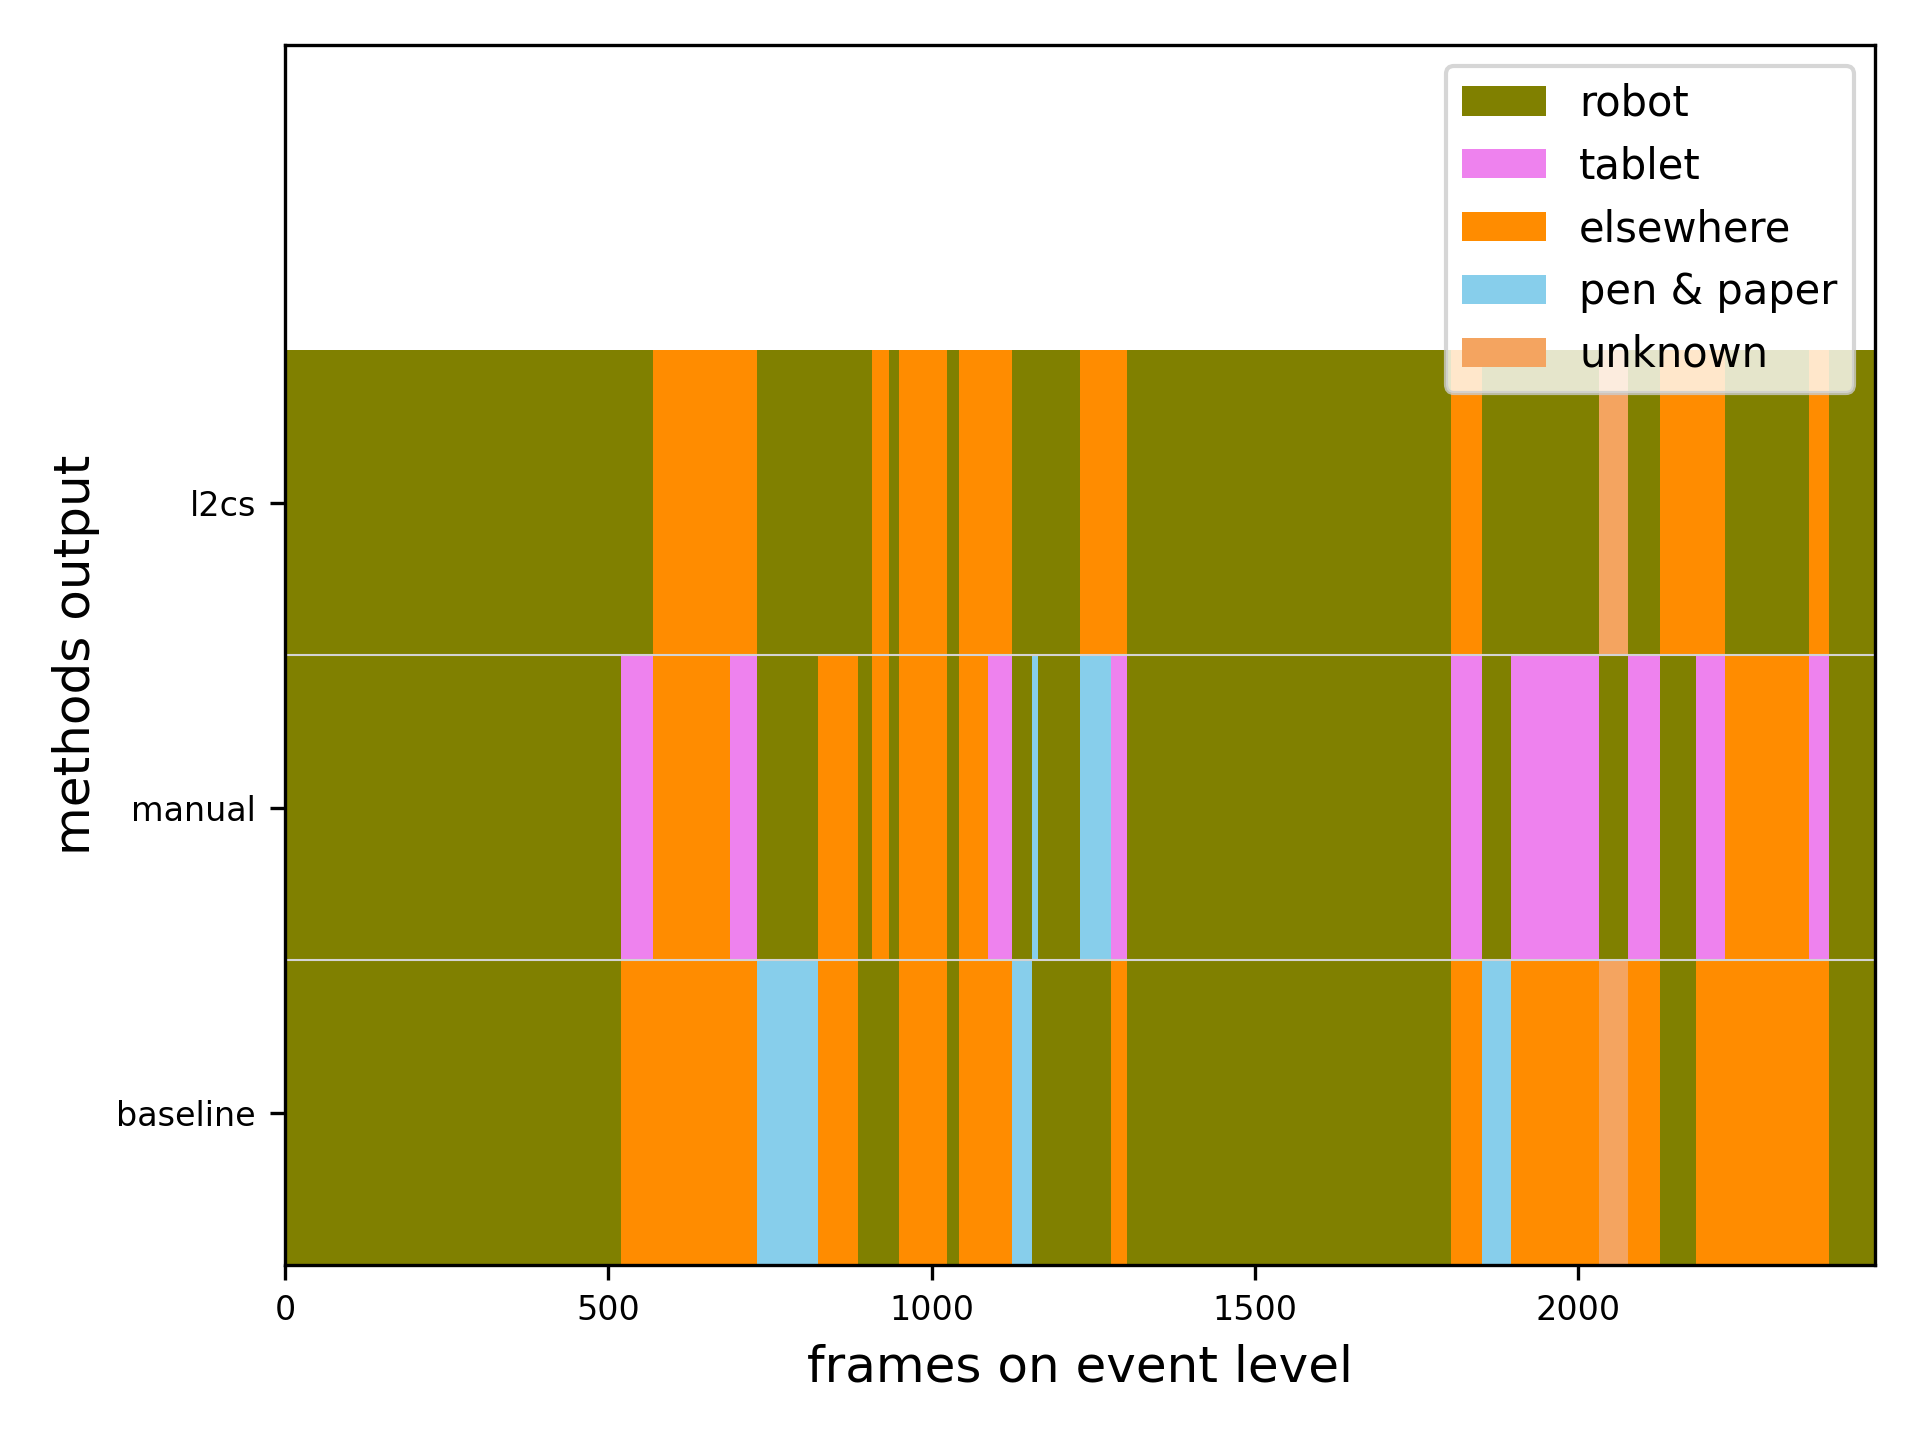 robot
tablet
elsewhere
pen & paper
unknown
methods output
l2cs
manual
baseline
0 500 1000 1500 2000
frames on event level